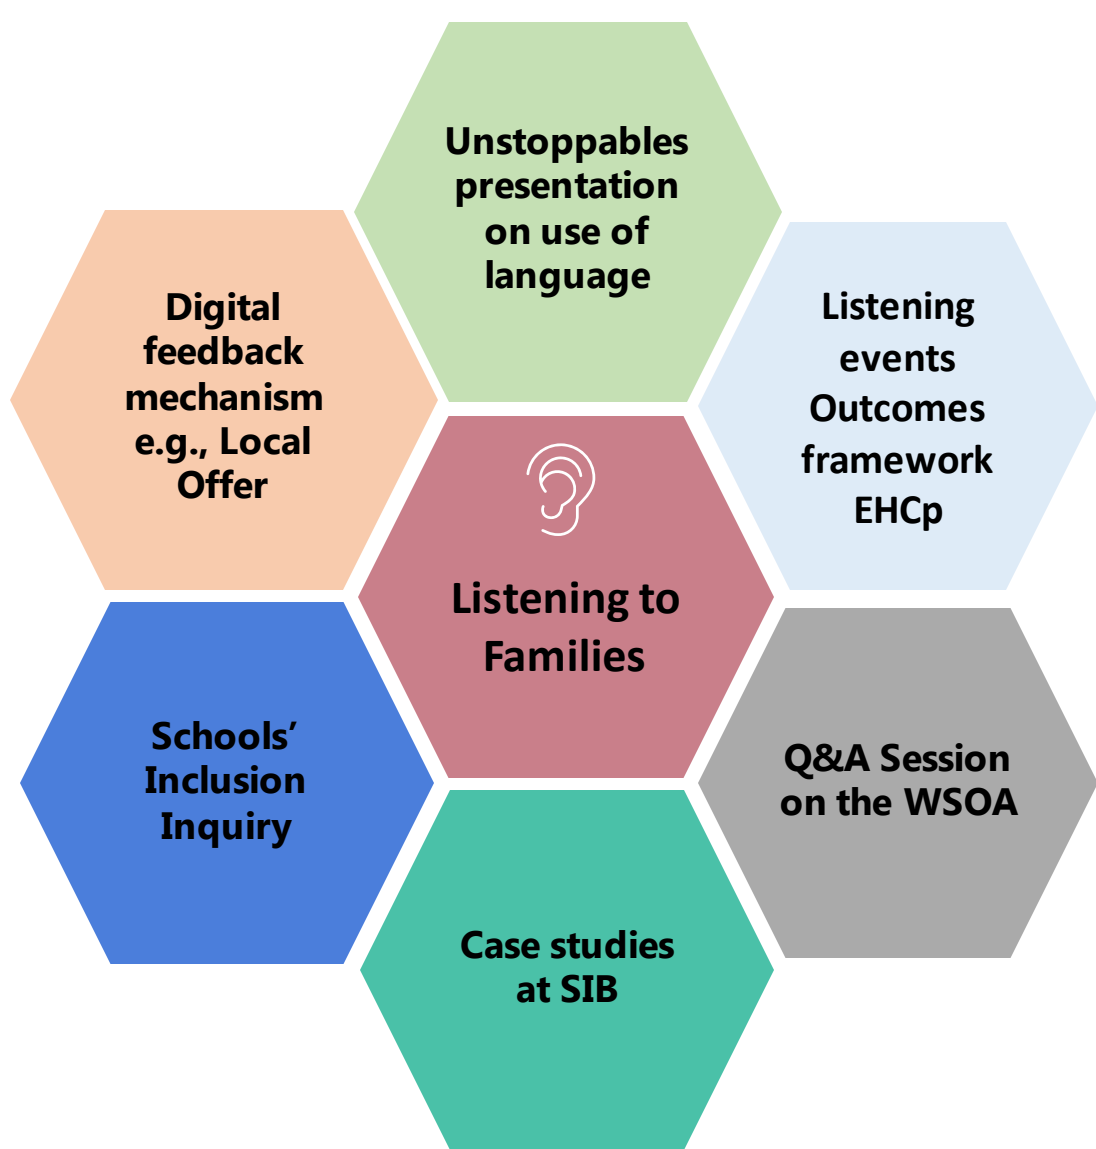 Unstoppables
presentation
on use of
language
Digital
feedback
mechanism
e.g., Local
Offer
Listening
events
Outcomes
framework
EHCp
Listening to
Families
Schools’
Inclusion
Inquiry
Q&A Session
on the WSOA
Case studies
at SIB